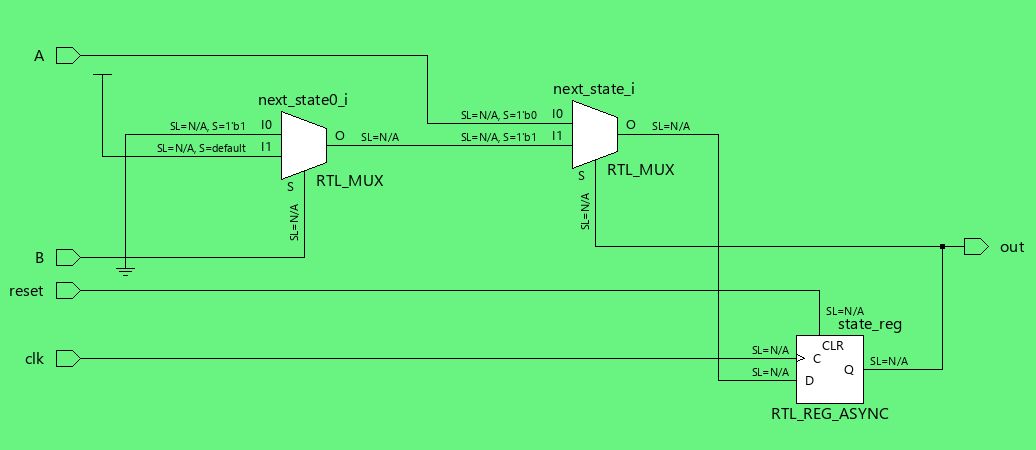 A
next_state0_i
SL=N/A, S=1'b1
I0
SL=N/A, S=default
I1
O
SL=N/A
S
RTL_MUX
SL=N/A
next_state_i
SL=N/A, S=1'b0
I0
SL=N/A, S=1'b1
I1
O
SL=N/A
S
RTL_MUX
SL=N/A
B
out
reset
SL=N/A
state_reg
clk
SL=N/A
CLR
C
SL=N/A
D
Q
SL=N/A
RTL_REG_ASYNC